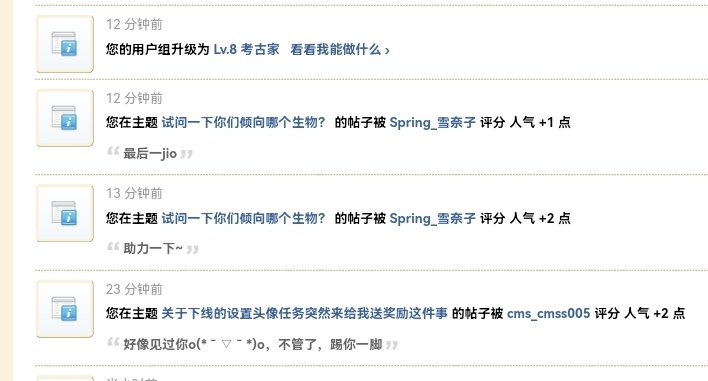 12 分钟前
您的用户组升级为 Lv.8 考古家 看看我能做什么 ›
12 分钟前
您在主题 试问一下你们倾向哪个生物？ 的帖子被 Spring_雪奈子 评分 人气 +1 点
“ 最后一jio ”
13 分钟前
您在主题 试问一下你们倾向哪个生物？ 的帖子被 Spring_雪奈子 评分 人气 +2 点
“ 助力一下~ ”
23 分钟前
您在主题 关于下线的设置头像任务突然来给我送奖励这件事 的帖子被 cms_cmss005 评分 人气 +2 点
“ 好像见过你o(*￣▽￣*)o，不管了，踢你一脚 ”
半小时前